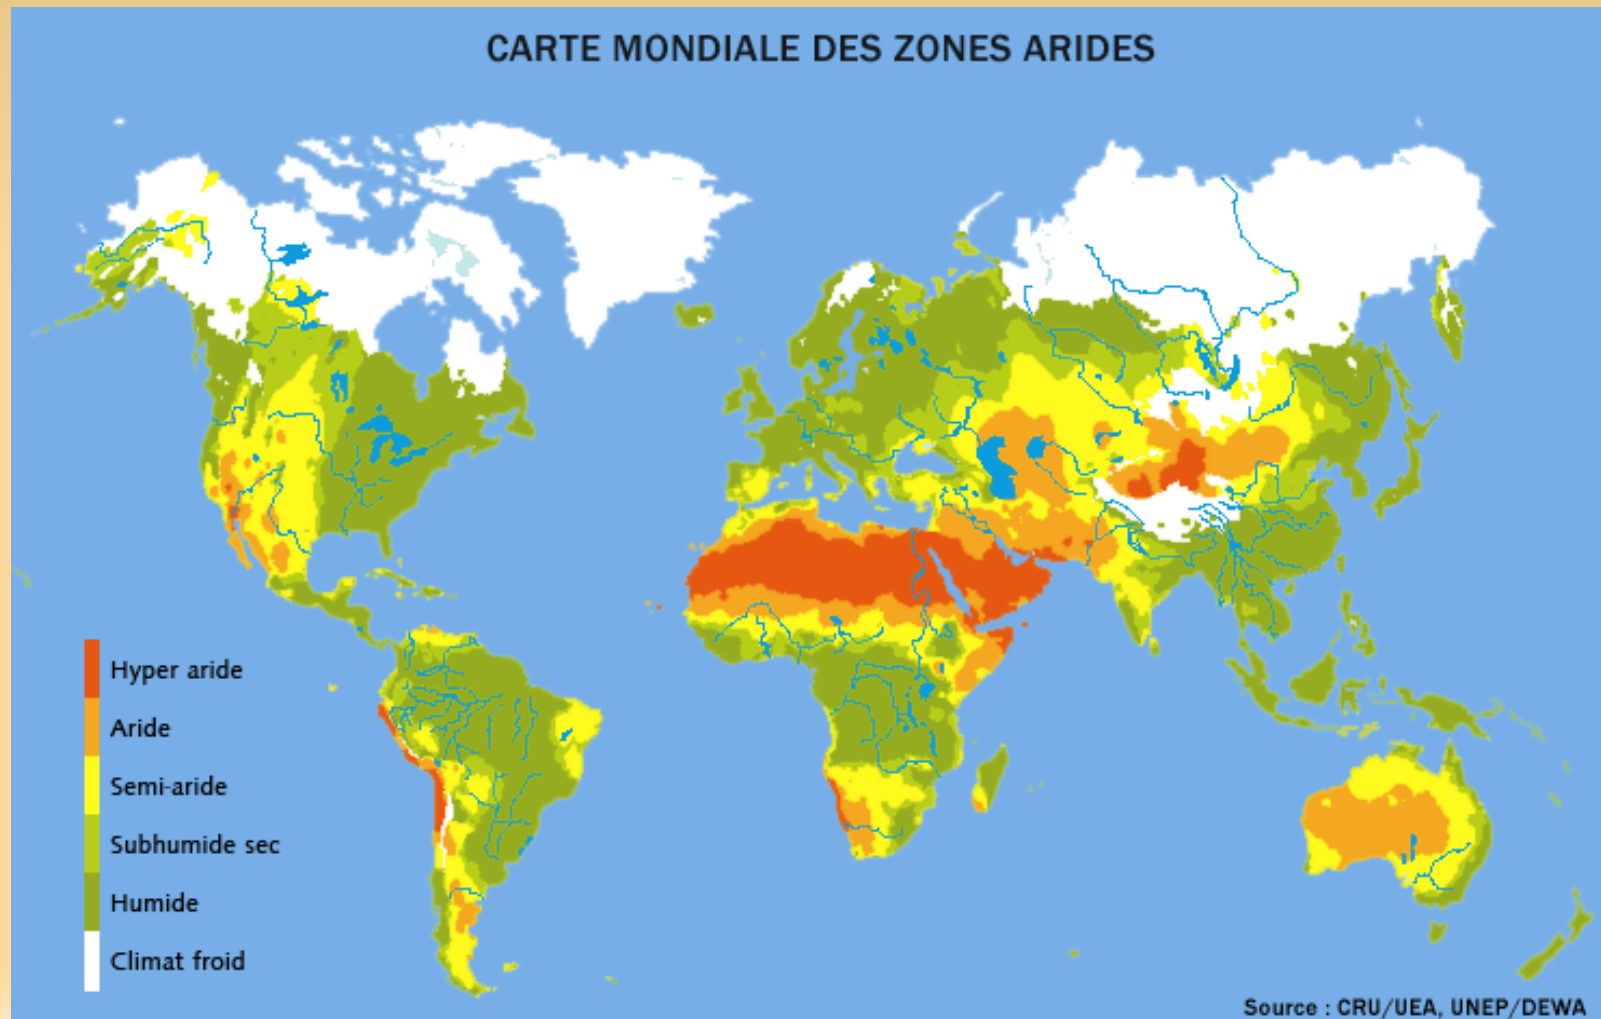 CARTE MONDIALE DES ZONES ARIDES
Hyper aride
Aride
Semi-aride
Subhumide sec
Humide
Climat froid
Source : CRU/UEA, UNEP/DEWA